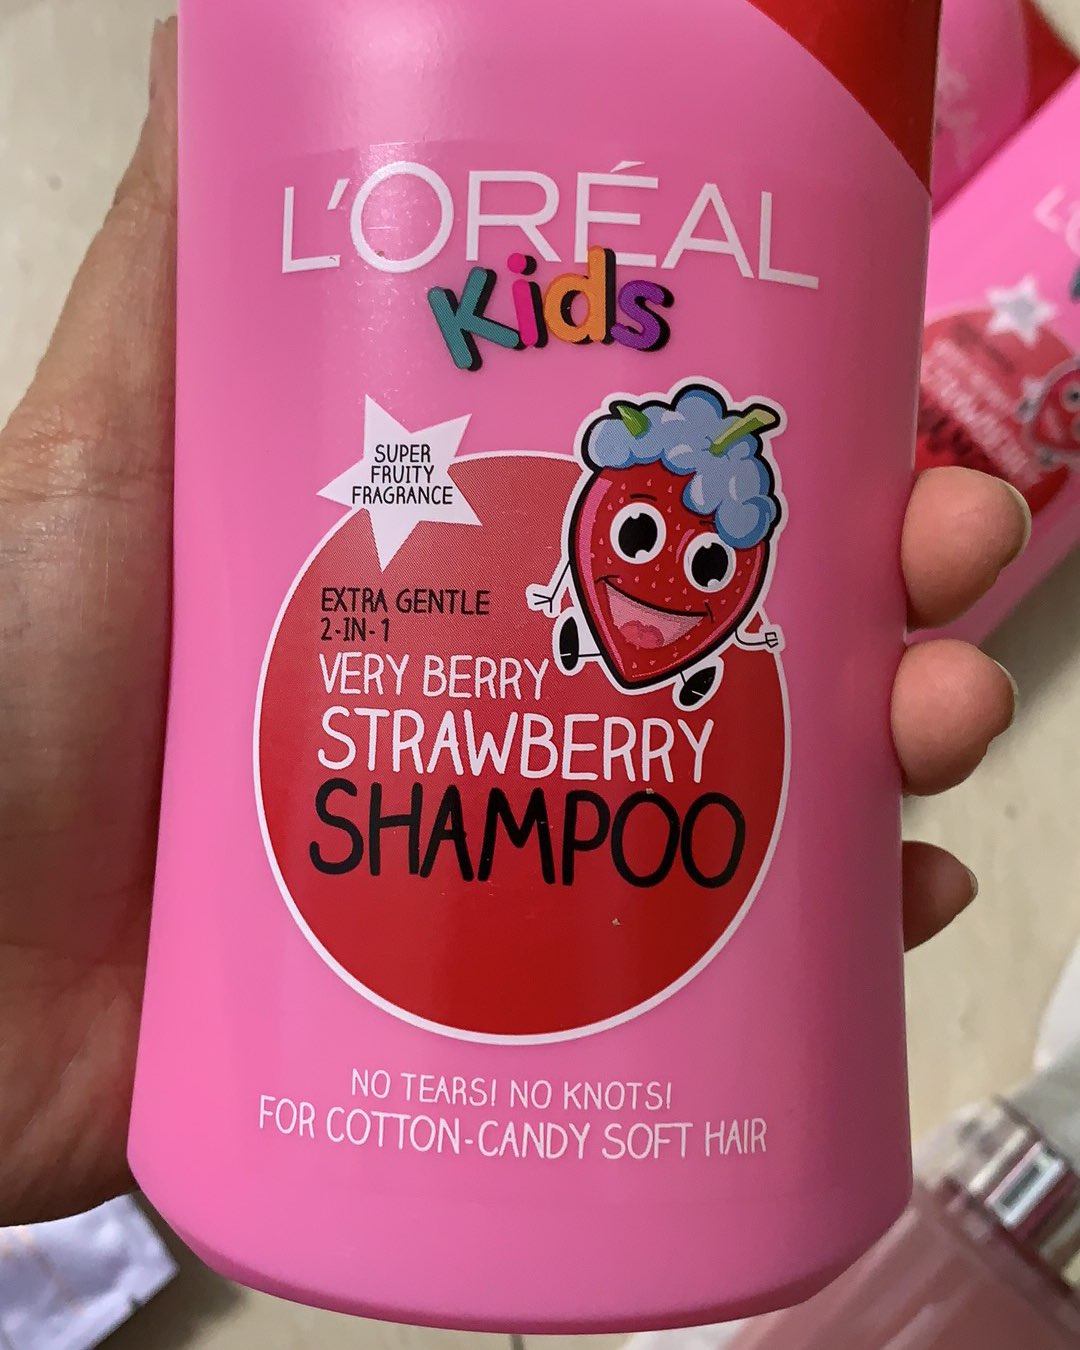 L'ORÉAL
Kids
SUPER
FRUITY
FRAGRANCE
EXTRA GENTLE
2-IN-1
VERY BERRY
STRAWBERRY
SHAMPOO
NO TEARS! NO KNOTS!
FOR COTTON-CANDY SOFT HAIR